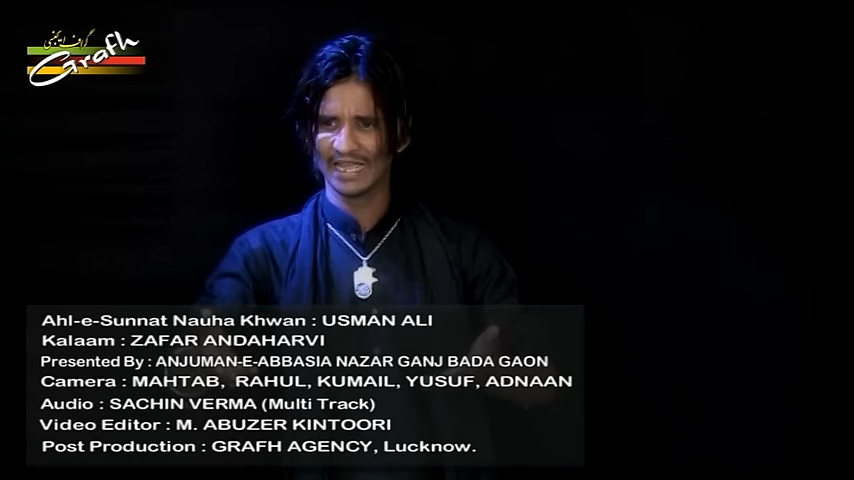 گراف ایجنسی
Grafh
Ahl-e-Sunnat Nauha Khwan : USMAN ALI
Kalaam : ZAFAR ANDAHARVI
Presented By : ANJUMAN-E-ABBASIA NAZAR GANJ BADA GAON
Camera : MAHTAB, RAHUL, KUMAIL, YUSUF, ADNAAN
Audio : SACHIN VERMA (Multi Track)
Video Editor : M. ABUZER KINTOORI
Post Production : GRAFH AGENCY, Lucknow.